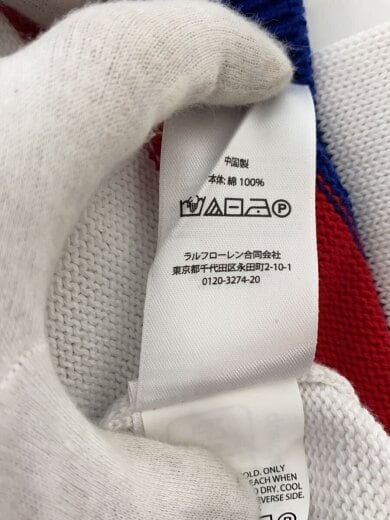 中国製
本体: 綿 100%
ラルフローレン合同会社
東京都千代田区永田町2-10-1
0120-3274-20
OLD. ONLY
EACH WHEN
O DRY. COOL
REVERSE SIDE.